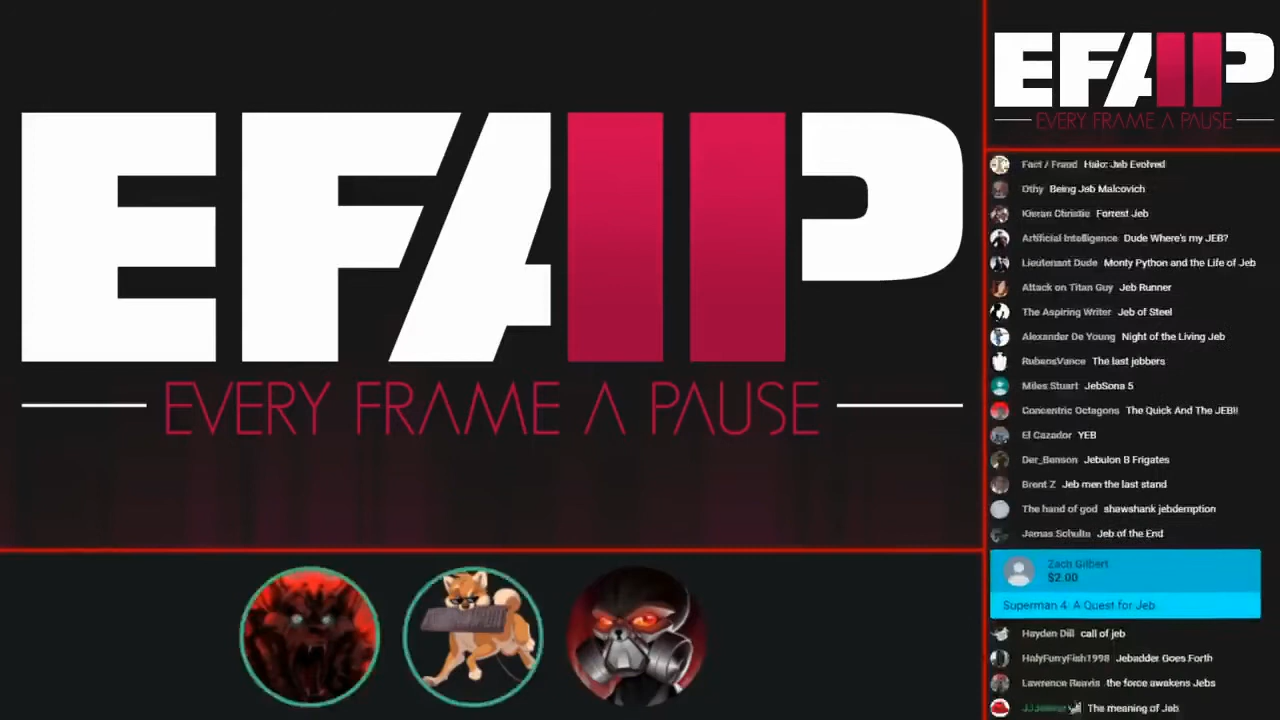 EFAP
EVERY FRAME A PAUSE
EFAP
EVERY FRAME A PAUSE
Fact / Fraud Halo: Jeb Evolved
Othy Being Jeb Malcovich
Kieran Christie Forrest Jeb
Artificial Intelligence Dude Where's my JEB?
Lieutenant Dude Monty Python and the Life of Jeb
Attack on Titan Guy Jeb Runner
The Aspiring Writer Jeb of Steel
Alexander De Young Night of the Living Jeb
RubensVance The last jebbers
Miles Stuart JebSona 5
Concentric Octagons The Quick And The JEB!!
El Cazador YEB
Der_Benson Jebulon B Frigates
Brent Z Jeb men the last stand
The hand of god shawshank jebdemption
James Schultn Jeb of the End
Zach Gilbert
$2.00
Superman 4: A Quest for Jeb
Hayden Dill call of jeb
HalyFurryFish1998 Jebadder Goes Forth
Lawrence Reavis the force awakens Jebs
The meaning of Jeb